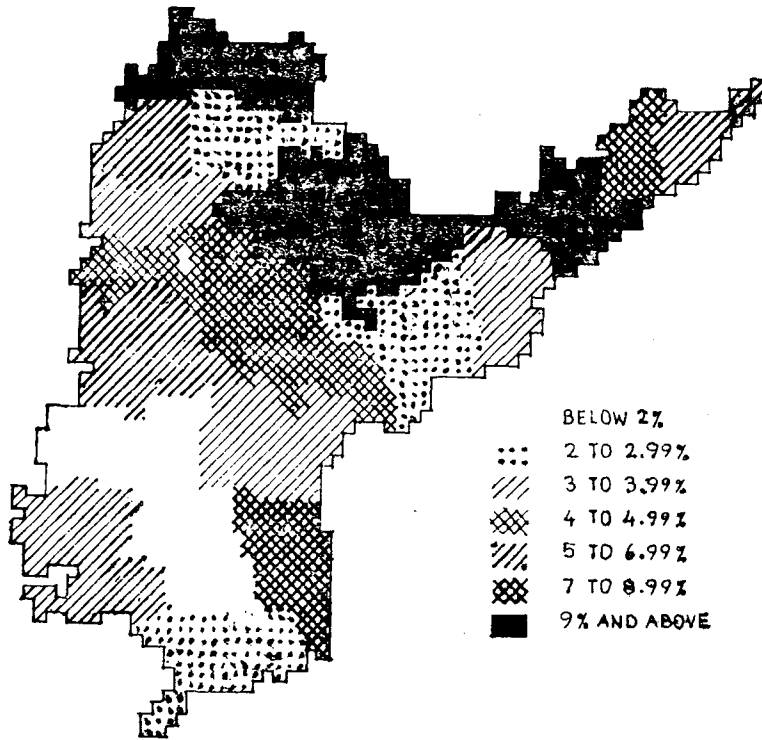 BELOW 2%
2 TO 2.99%
3 TO 3.99%
4 TO 4.99%
5 TO 6.99%
7 TO 8.99%
9% AND ABOVE